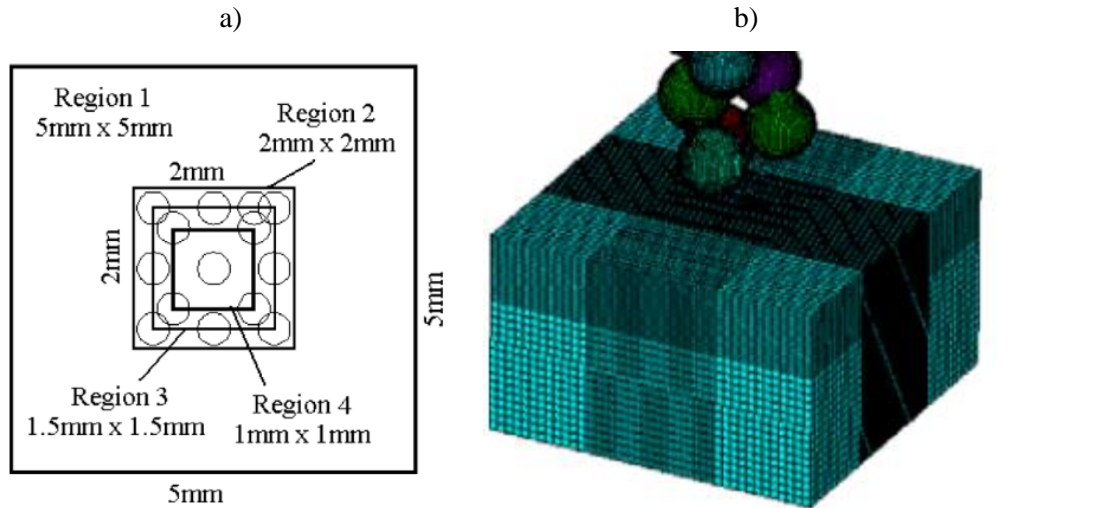 a)
b)
Region 1
5mm x 5mm
Region 2
2mm x 2mm
2mm
2mm
5mm
Region 3
1.5mm x 1.5mm
Region 4
1mm x 1mm
5mm